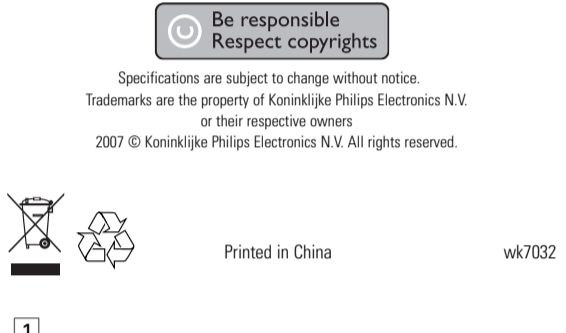 Be responsible
Respect copyrights
Specifications are subject to change without notice.
Trademarks are the property of Koninklijke Philips Electronics N.V.
or their respective owners
2007 © Koninklijke Philips Electronics N.V. All rights reserved.
Printed in China wk7032
1